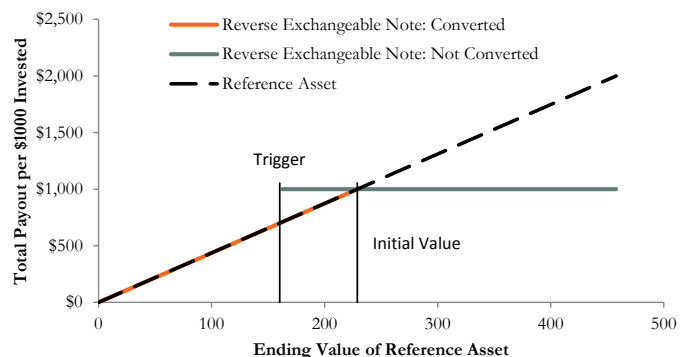 $2,500
Reverse Exchangeable Note: Converted
Reverse Exchangeable Note: Not Converted
Reference Asset
$2,000
$1,500
Trigger
$1,000
$500
Initial Value
$0
0 100 200 300 400 500
Total Payout per $1000 Invested
Ending Value of Reference Asset